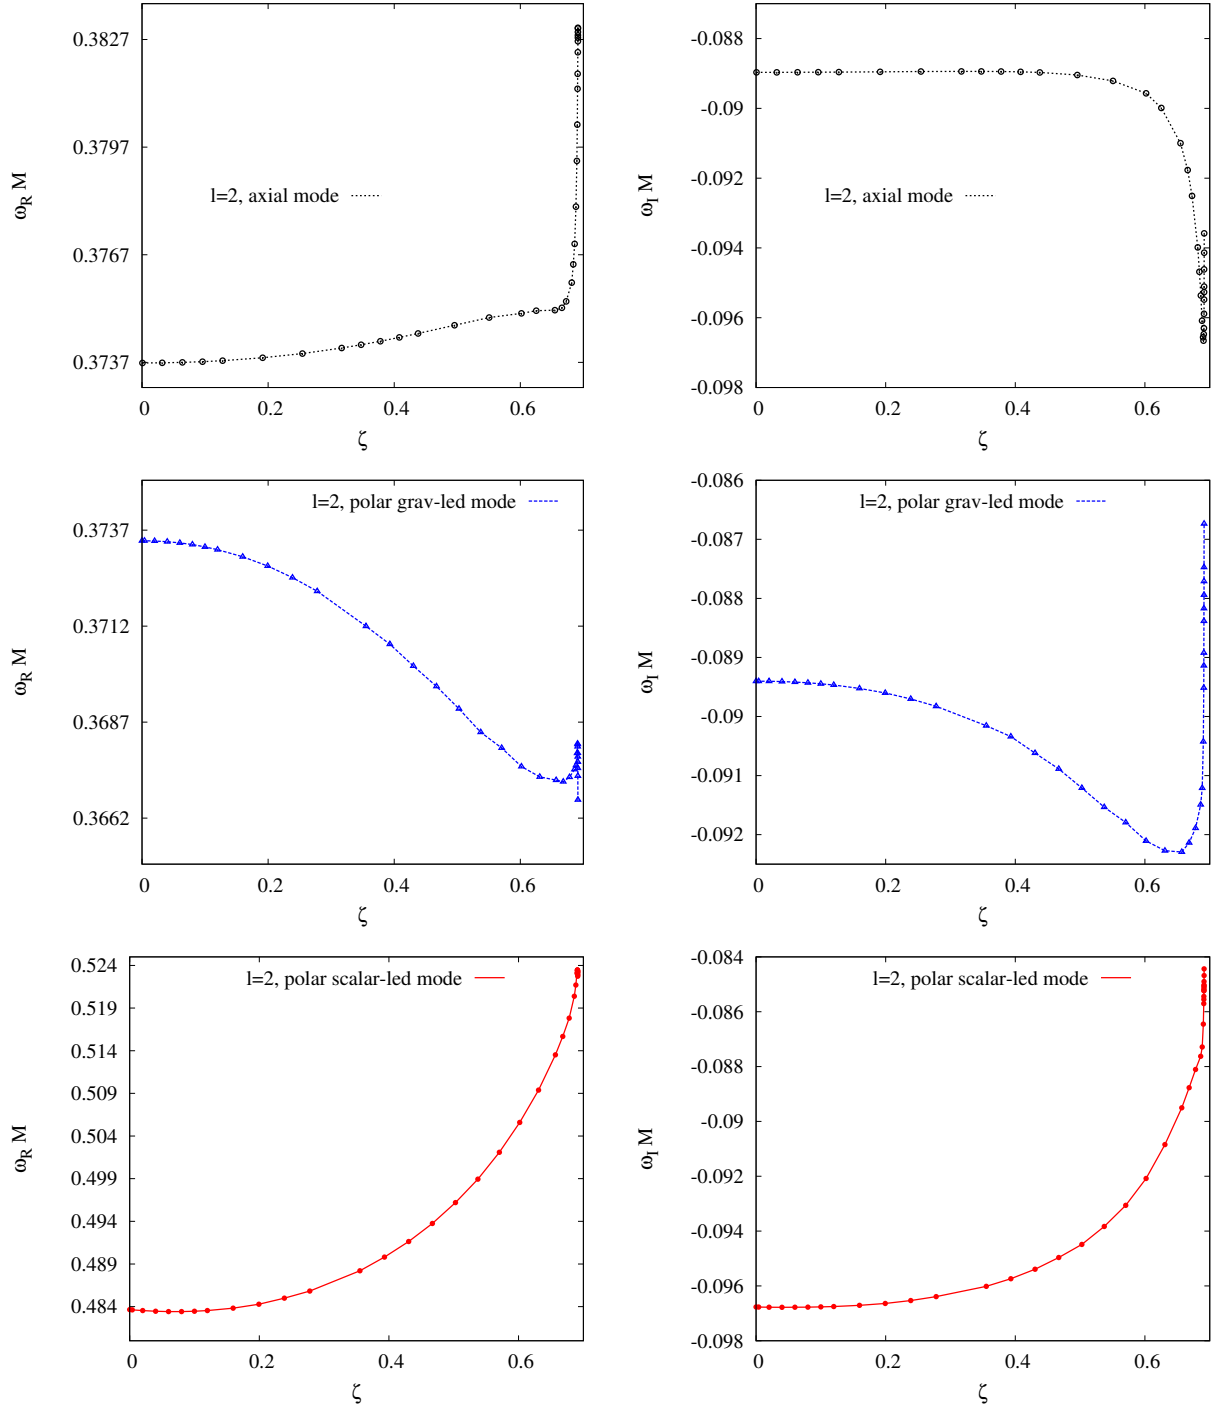 0.3827
0.3797
0.3767
0.3737
ω_R M
l=2, axial mode
0 0.2 0.4 0.6
ζ
-0.088
-0.09
-0.092
-0.094
-0.096
-0.098
ω_I M
l=2, axial mode
0 0.2 0.4 0.6
ζ
0.3737
0.3712
0.3687
0.3662
ω_R M
l=2, polar grav-led mode
0 0.2 0.4 0.6
ζ
-0.086
-0.087
-0.088
-0.089
-0.09
-0.091
-0.092
ω_I M
l=2, polar grav-led mode
0 0.2 0.4 0.6
ζ
0.524
0.519
0.514
0.509
0.504
0.499
0.494
0.489
0.484
ω_R M
l=2, polar scalar-led mode
0 0.2 0.4 0.6
ζ
-0.084
-0.086
-0.088
-0.09
-0.092
-0.094
-0.096
-0.098
ω_I M
l=2, polar scalar-led mode
0 0.2 0.4 0.6
ζ